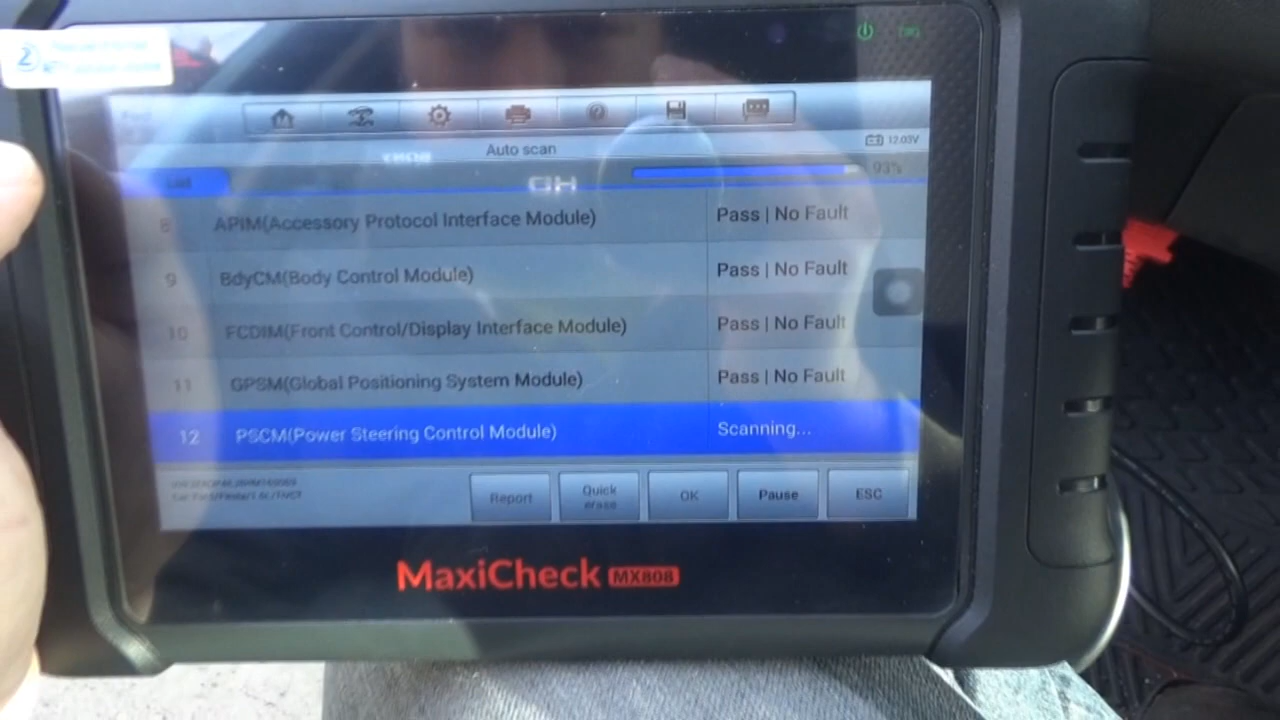 2
Auto scan
12.03V
93%
List
8 APIM(Accessory Protocol Interface Module) Pass | No Fault
9 BdyCM(Body Control Module) Pass | No Fault
10 FCDIM(Front Control/Display Interface Module) Pass | No Fault
11 GPSM(Global Positioning System Module) Pass | No Fault
12 PSCM(Power Steering Control Module) Scanning...
Report
Quick
erase
OK
Pause
ESC
MaxiCheck MX808